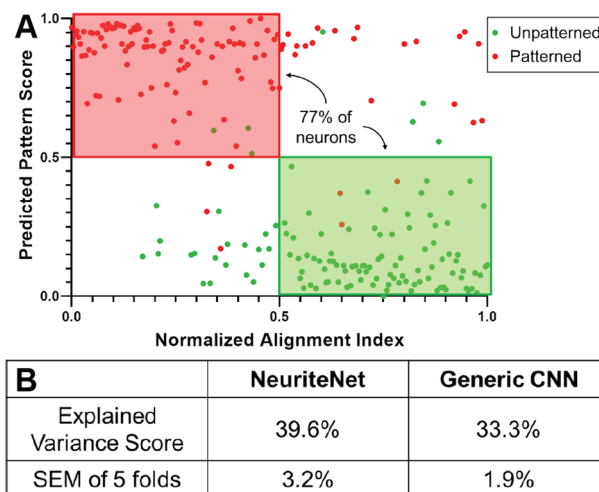 A
1.0
Unpatterned
Patterned
Predicted Pattern Score
77% of
neurons
0.5
0.0
0.0
0.5
1.0
Normalized Alignment Index
B
NeuriteNet
Generic CNN
Explained
Variance Score
39.6%
33.3%
SEM of 5 folds
3.2%
1.9%